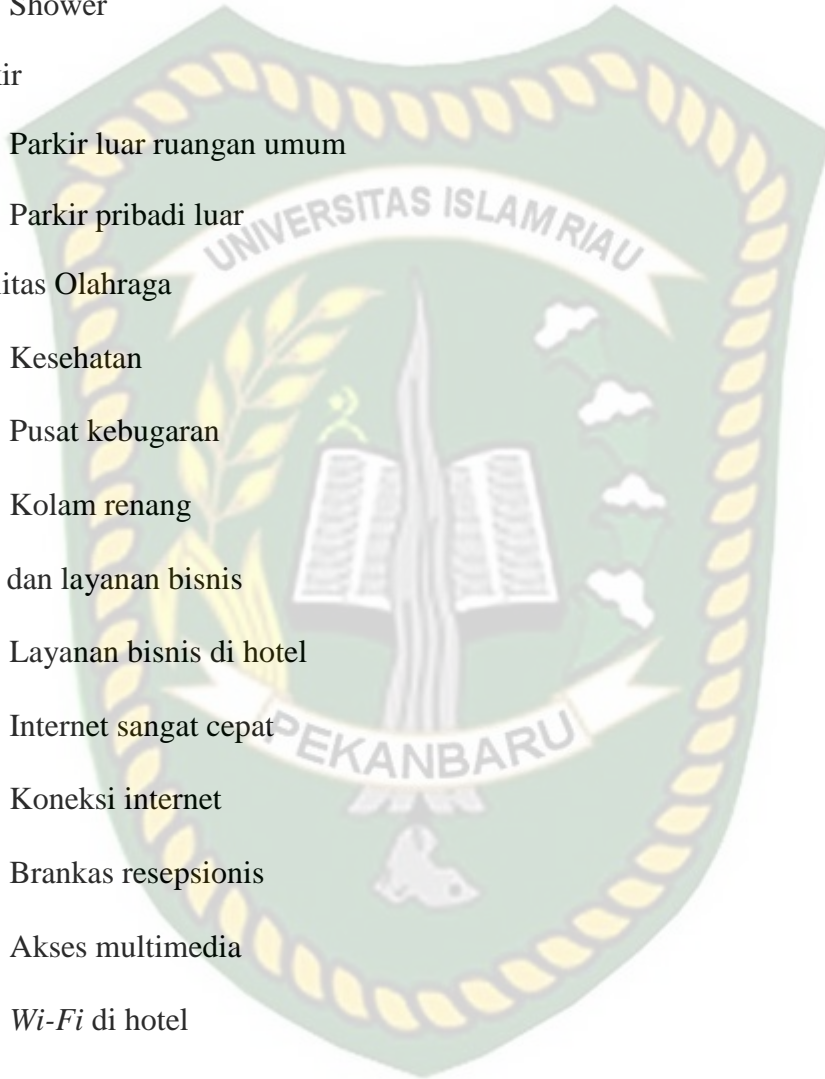 Shower
kir
Parkir luar ruangan umum
Parkir pribadi luar
UNIVERSITAS ISLAM RIAU
litas Olahraga
Kesehatan
Pusat kebugaran
Kolam renang
dan layanan bisnis
Layanan bisnis di hotel
Internet sangat cepat
PEKANBARU
Koneksi internet
Brankas resepsionis
Akses multimedia
Wi-Fi di hotel